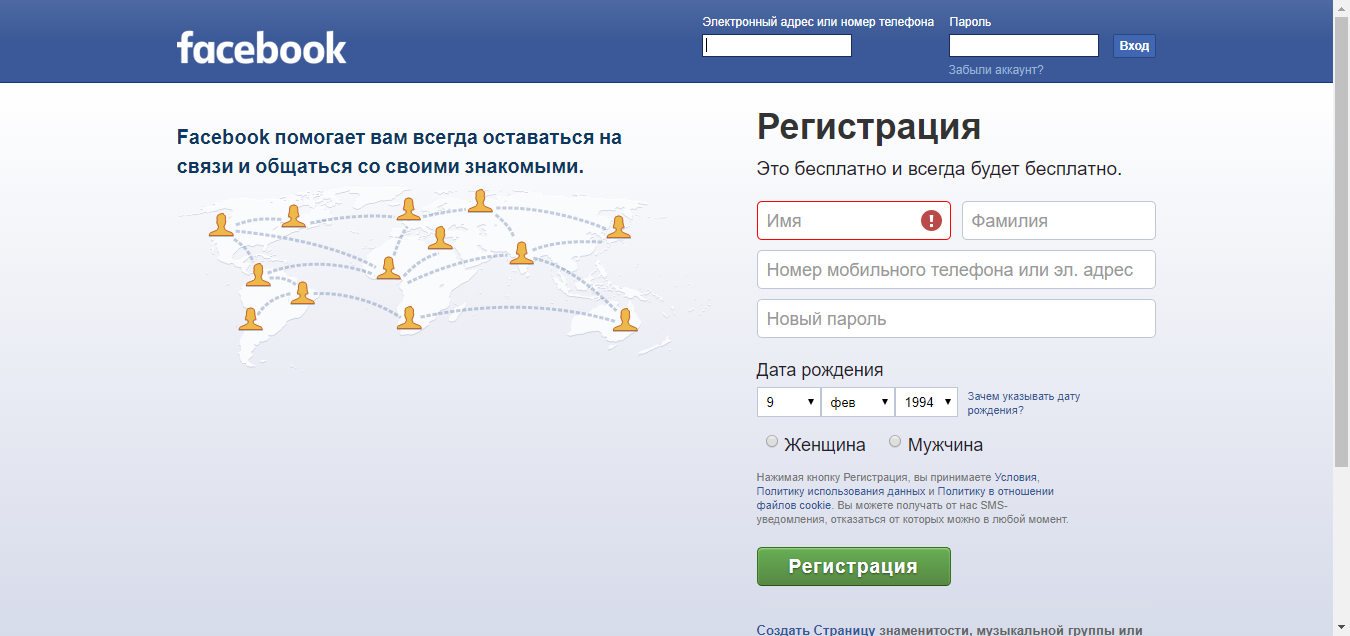 facebook
Электронный адрес или номер телефона
Пароль
Вход
Забыли аккаунт?
Facebook помогает вам всегда оставаться на
связи и общаться со своими знакомыми.
Регистрация
Это бесплатно и всегда будет бесплатно.
Имя
Фамилия
Номер мобильного телефона или эл. адрес
Новый пароль
Дата рождения
9
фев
1994
Зачем указывать дату
рождения?
Женщина
Мужчина
Нажимая кнопку Регистрация, вы принимаете Условия,
Политику использования данных и Политику в отношении
файлов cookie. Вы можете получать от нас SMS-
уведомления, отказаться от которых можно в любой момент.
Регистрация
Создать Страницу знаменитости, музыкальной группы или